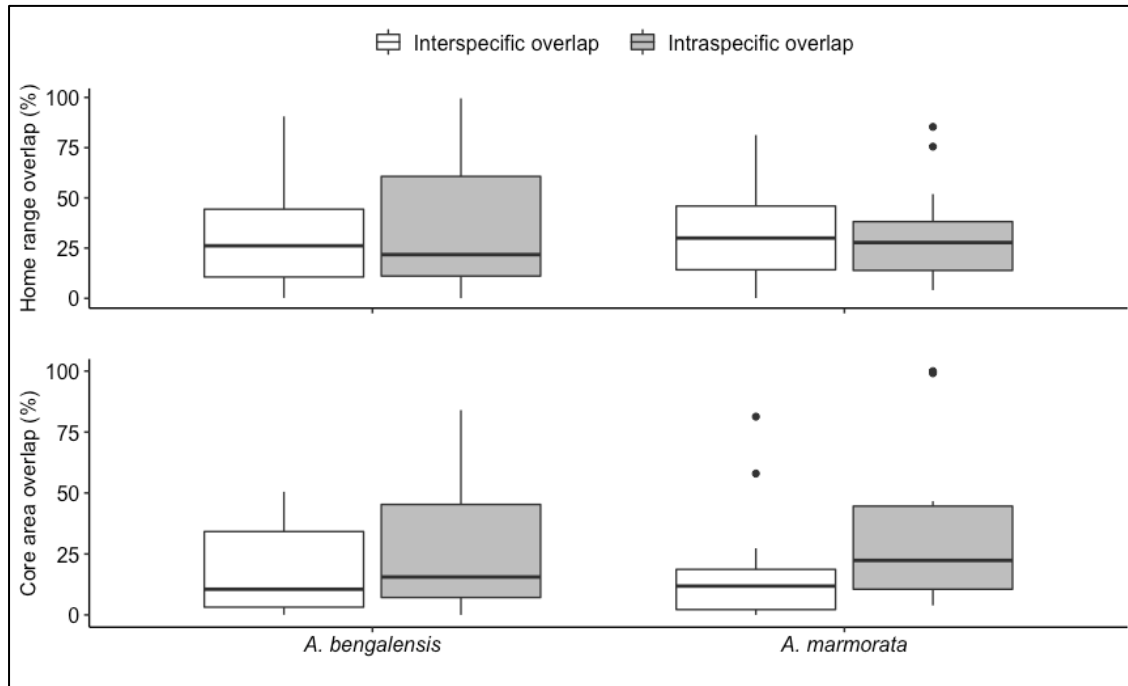 Interspecific overlap Intraspecific overlap
Home range overlap (%)
100
75
50
25
0
Core area overlap (%)
100
75
50
25
0
A. bengalensis A. marmorata